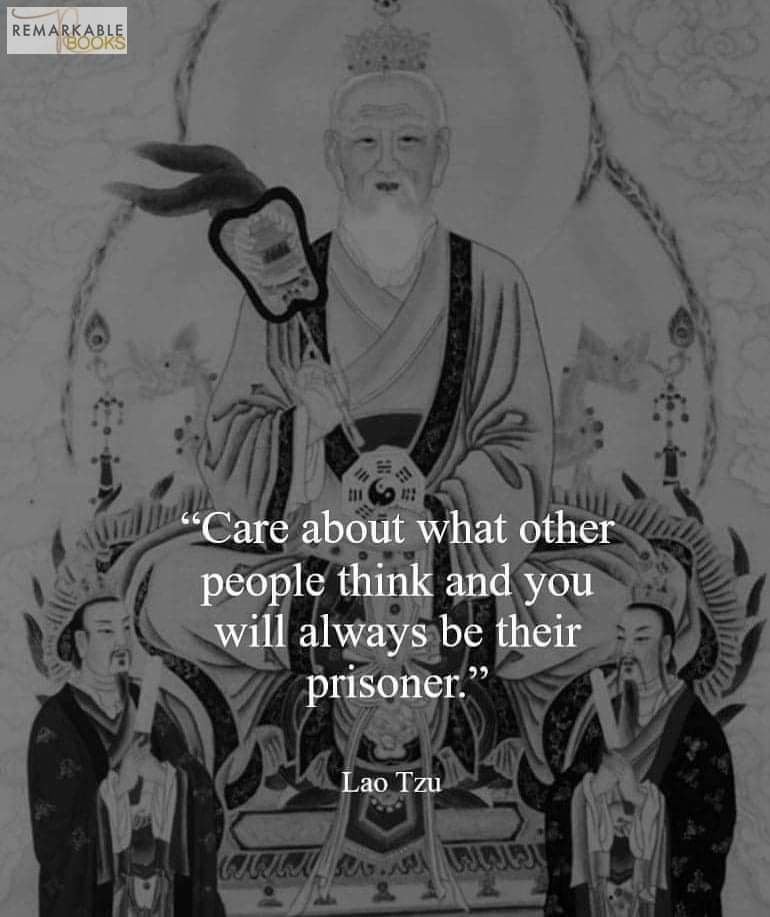 REMARKABLE
BOOKS
“Care about what other
people think and you
will always be their
prisoner.”
Lao Tzu